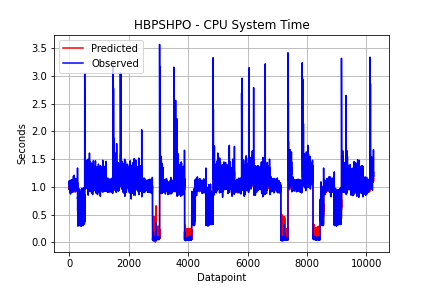 HBPSHPO - CPU System Time
Predicted
Observed
3.5
3.0
2.5
2.0
1.5
1.0
0.5
0.0
Seconds
0
2000
4000
6000
8000
10000
Datapoint